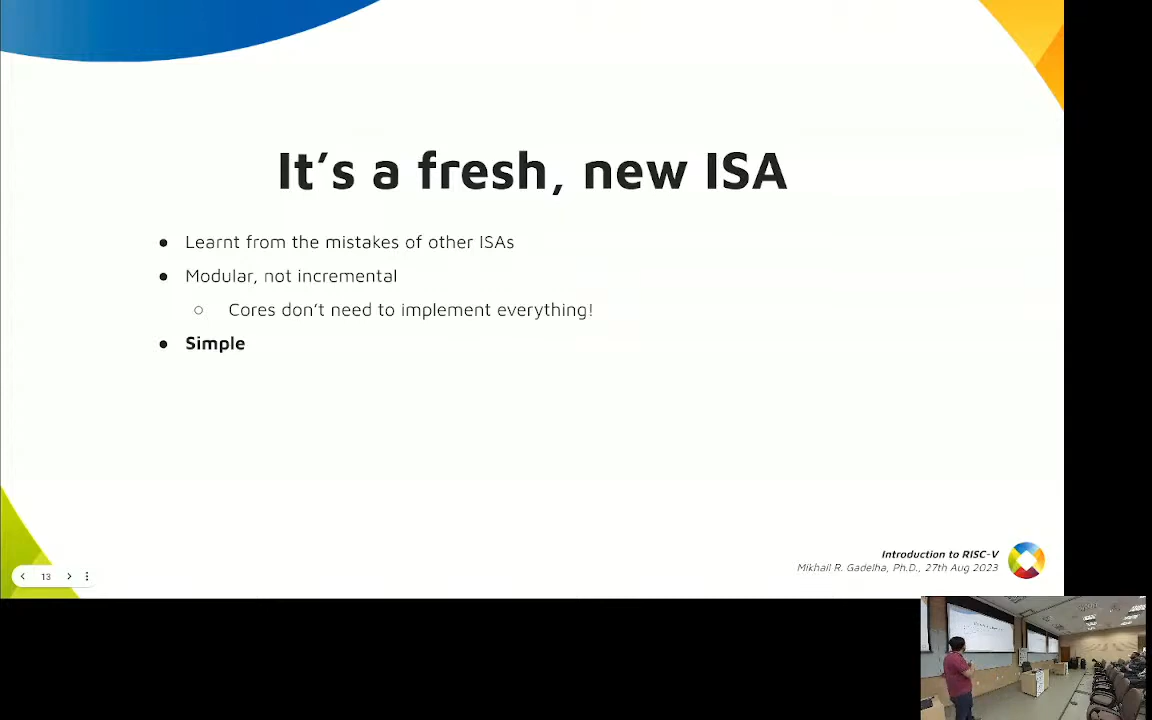 It's a fresh, new ISA
● Learnt from the mistakes of other ISAs
● Modular, not incremental
○ Cores don't need to implement everything!
● Simple
Introduction to RISC-V
Mikhail R. Gadelha, Ph.D., 27th Aug 2023
13